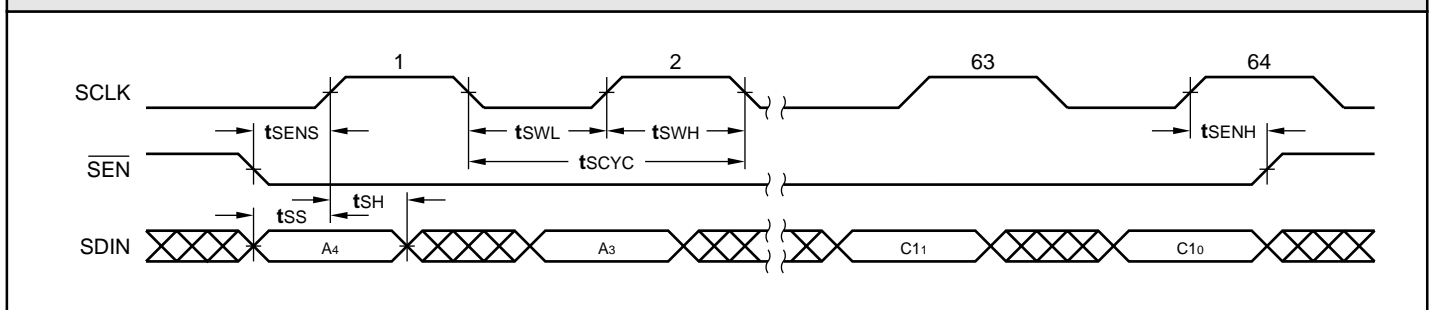 1 2 63 64
SCLK
tSENS tSWL tSWH tSENH
SEN
tSCYC
tSS tSH
SDIN A4 A3 C11 C10